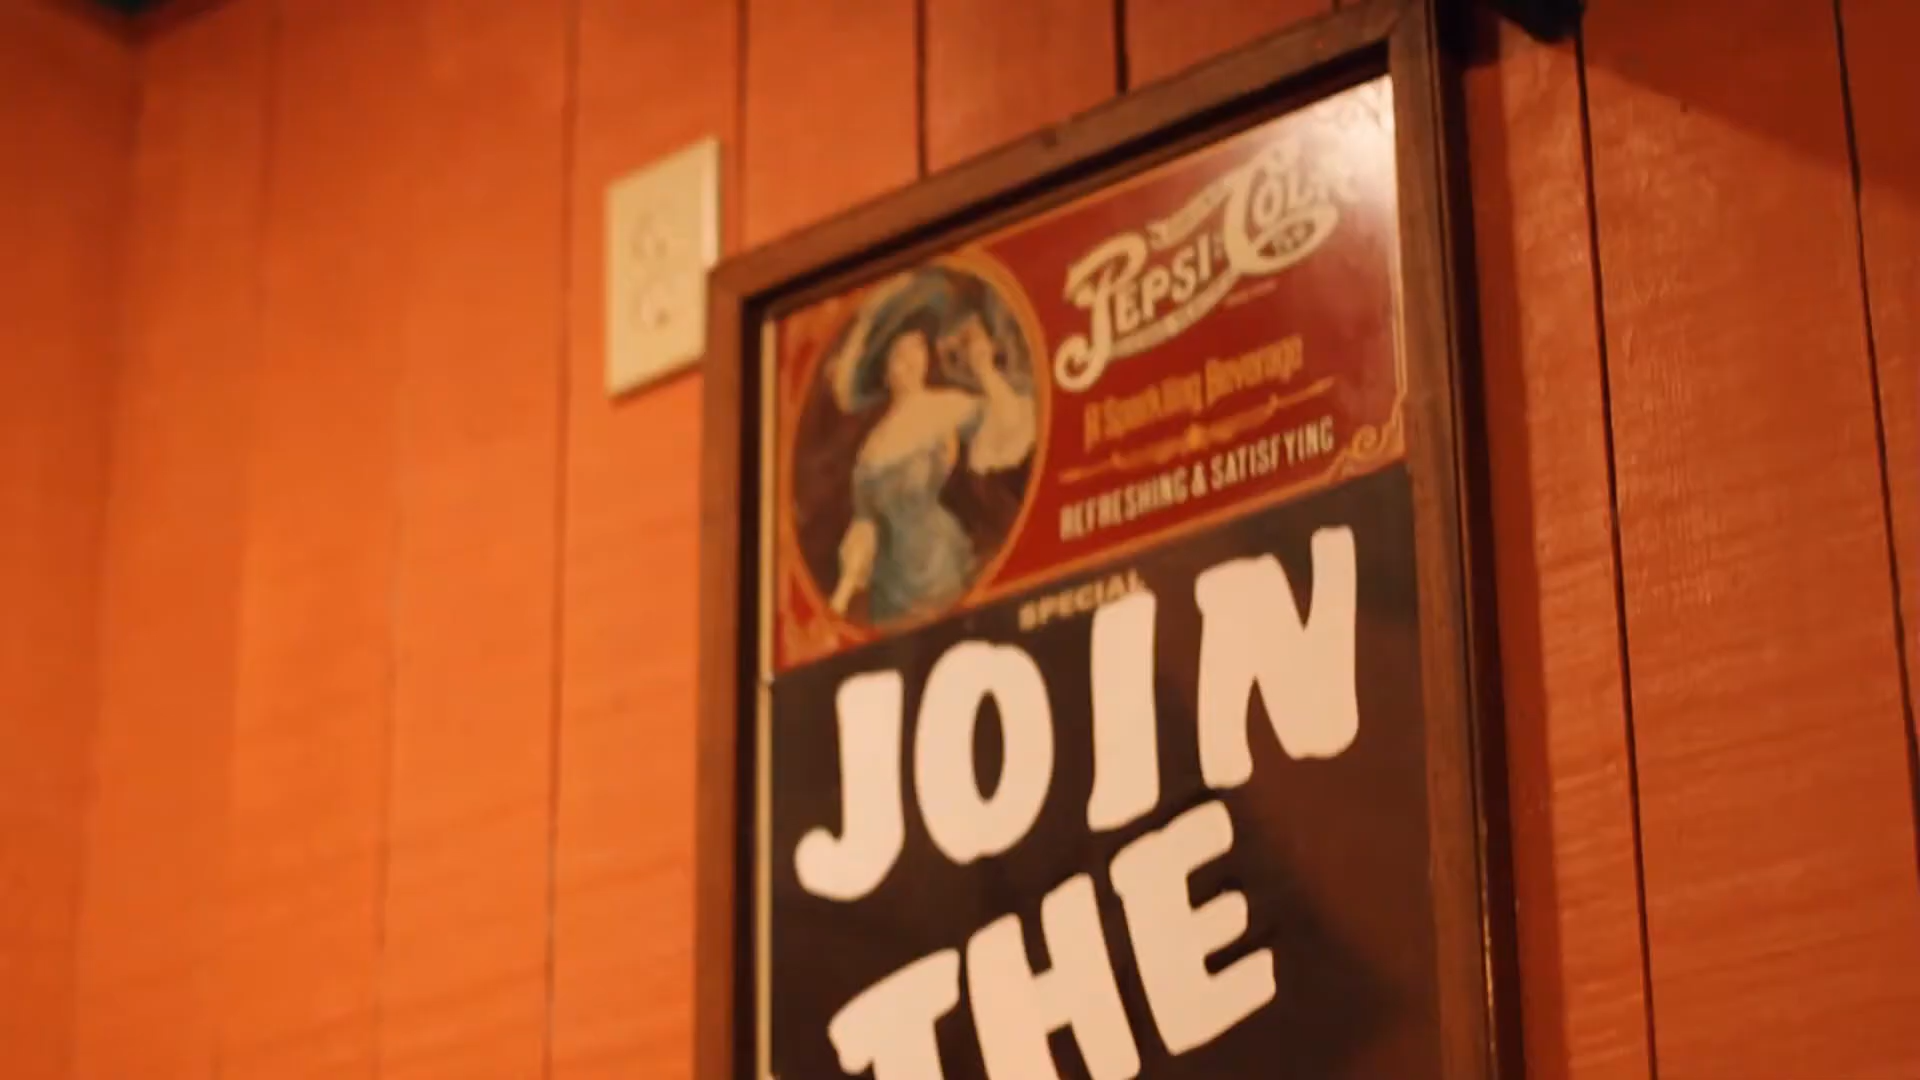 PEPSI:COLA
A Sparkling Beverage
REFRESHING & SATISFYING
SPECIAL
JOIN
THE